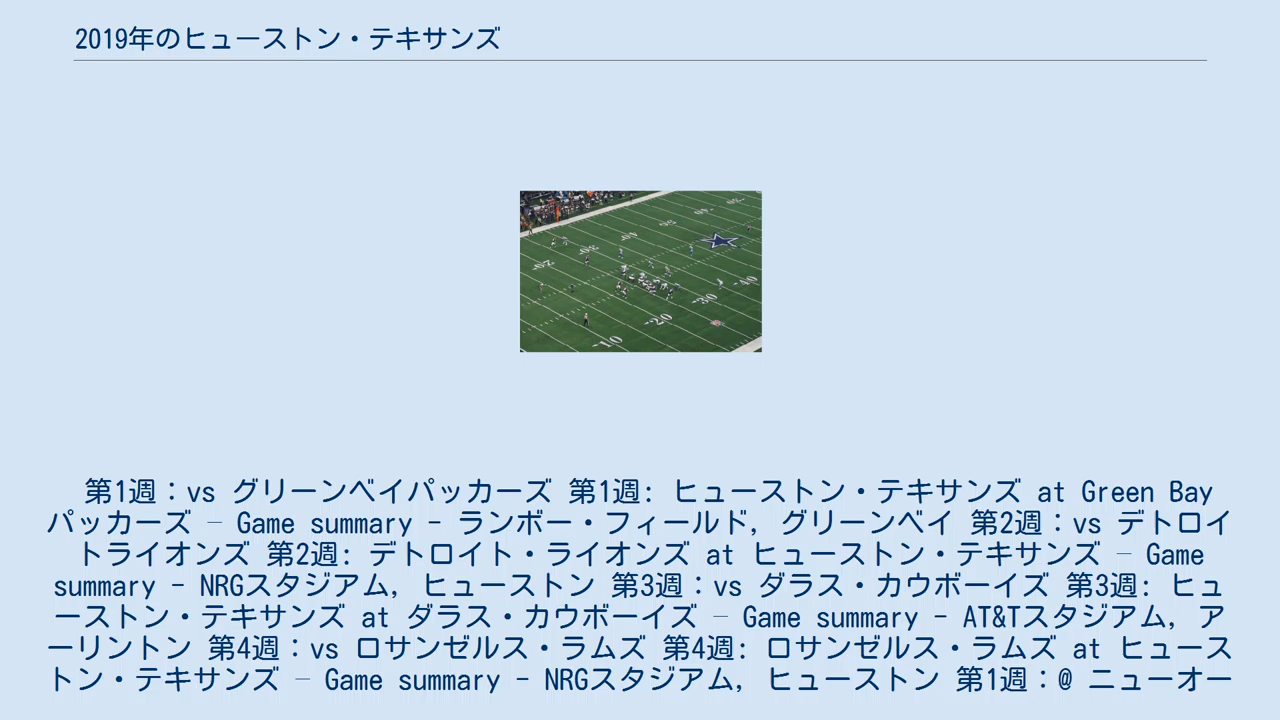 2019年のヒューストン・テキサンズ
第1週：vs グリーンベイパッカーズ 第1週: ヒューストン・テキサンズ at Green Bay
パッカーズ – Game summary - ランボー・フィールド, グリーンベイ 第2週：vs デトロイ
トライオンズ 第2週: デトロイト・ライオンズ at ヒューストン・テキサンズ – Game
summary - NRGスタジアム, ヒューストン 第3週：vs ダラス・カウボーイズ 第3週: ヒュ
ーストン・テキサンズ at ダラス・カウボーイズ – Game summary - AT&Tスタジアム, ア
ーリントン 第4週：vs ロサンゼルス・ラムズ 第4週: ロサンゼルス・ラムズ at ヒュース
トン・テキサンズ – Game summary - NRGスタジアム, ヒューストン 第1週：@ ニューオー